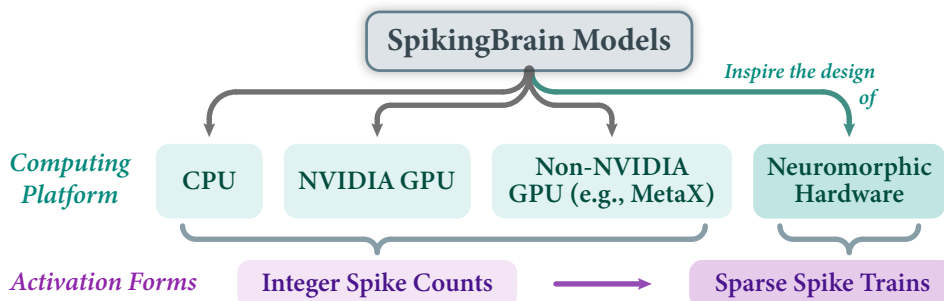 SpikingBrain Models
Inspire the design
of
Computing
Platform
CPU
NVIDIA GPU
Non-NVIDIA
GPU (e.g., MetaX)
Neuromorphic
Hardware
Activation Forms
Integer Spike Counts
Sparse Spike Trains